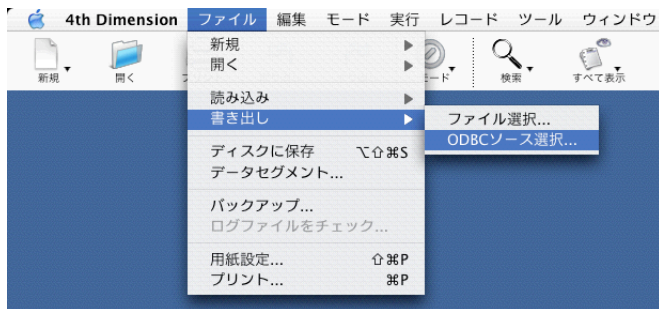 4th Dimension ファイル 編集 モード 実行 レコード ツール ウィンドウ
新規 開く モード 検索 すべて表示
新規
開く
読み込み
書き出し
ファイル選択...
ODBCソース選択...
ディスクに保存 ⌥⇧⌘S
データセグメント...
バックアップ...
ログファイルをチェック...
用紙設定... ⇧⌘P
プリント... ⌘P